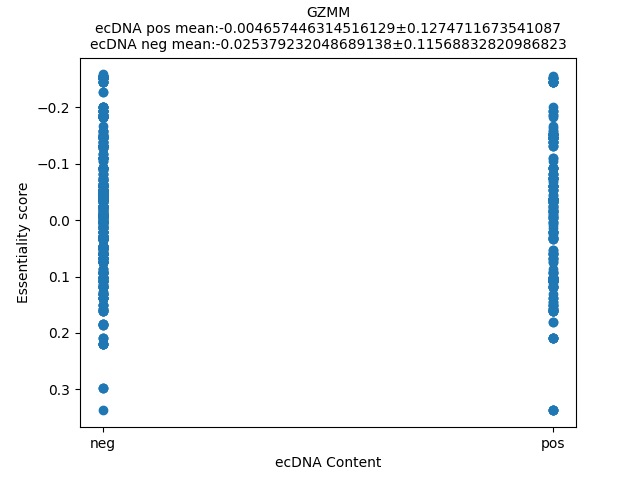 GZMM
ecDNA pos mean:-0.004657446314516129±0.1274711673541087
ecDNA neg mean:-0.025379232048689138±0.11568832820986823
−0.2
−0.1
0.0
0.1
0.2
0.3
Essentiality score
neg
pos
ecDNA Content